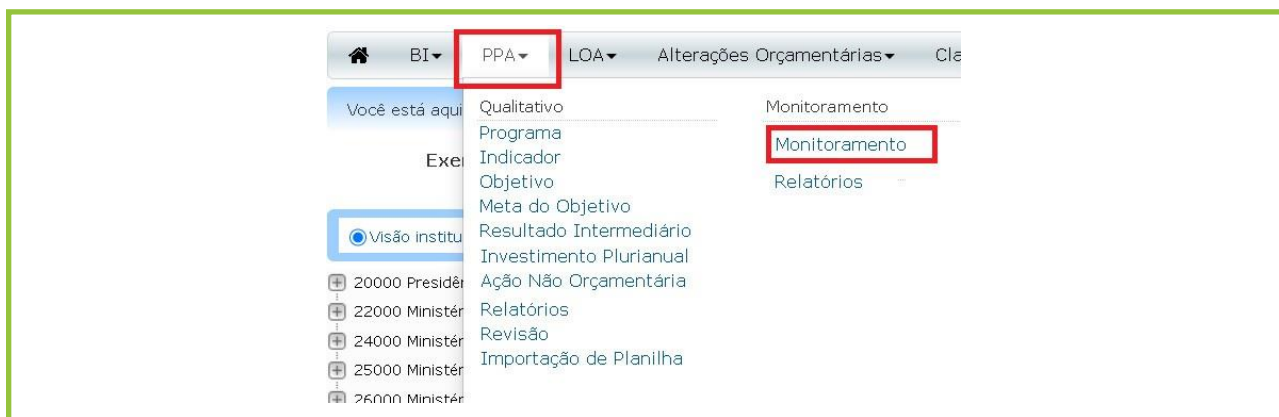 BI PPA LOA Alterações Orçamentárias Cla
Você está aqui
Exe
Visão institu
20000 Presidê
22000 Ministér
24000 Ministér
25000 Ministér
26000 Ministér
Qualitativo
Programa
Indicador
Objetivo
Meta do Objetivo
Resultado Intermediário
Investimento Plurianual
Ação Não Orçamentária
Relatórios
Revisão
Importação de Planilha
Monitoramento
Monitoramento
Relatórios